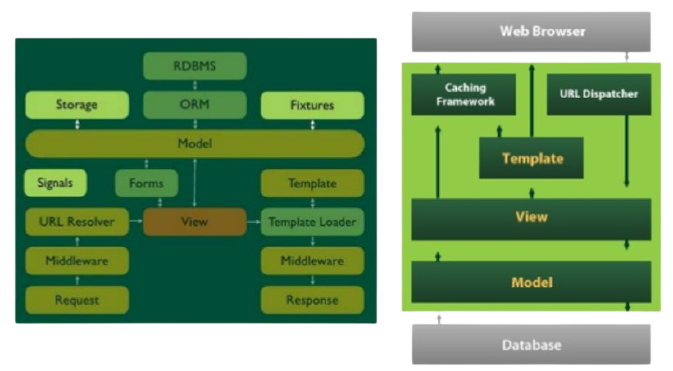 RDBMS
Storage
ORM
Fixtures
Model
Signals
Forms
Template
URL Resolver
View
Template Loader
Middleware
Middleware
Request
Response
Web Browser
Caching
Framework
URL Dispatcher
Template
View
Model
Database